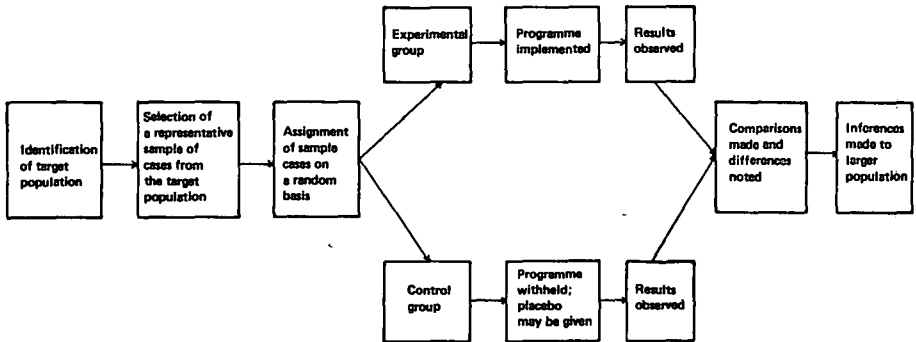 Identification
of target
population
Selection of
a representative
sample of
cases from
the target
population
Assignment
of sample
cases on
a random
basis
Experimental
group
Programme
implemented
Results
observed
Control
group
Programme
withheld;
placebo
may be given
Results
observed
Comparisons
made and
differences
noted
Inferences
made to
larger
population